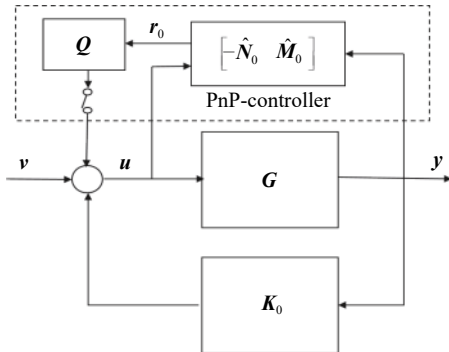 Q
r₀
[−N̂₀ M̂₀]
PnP-controller
v
u
G
y
K₀